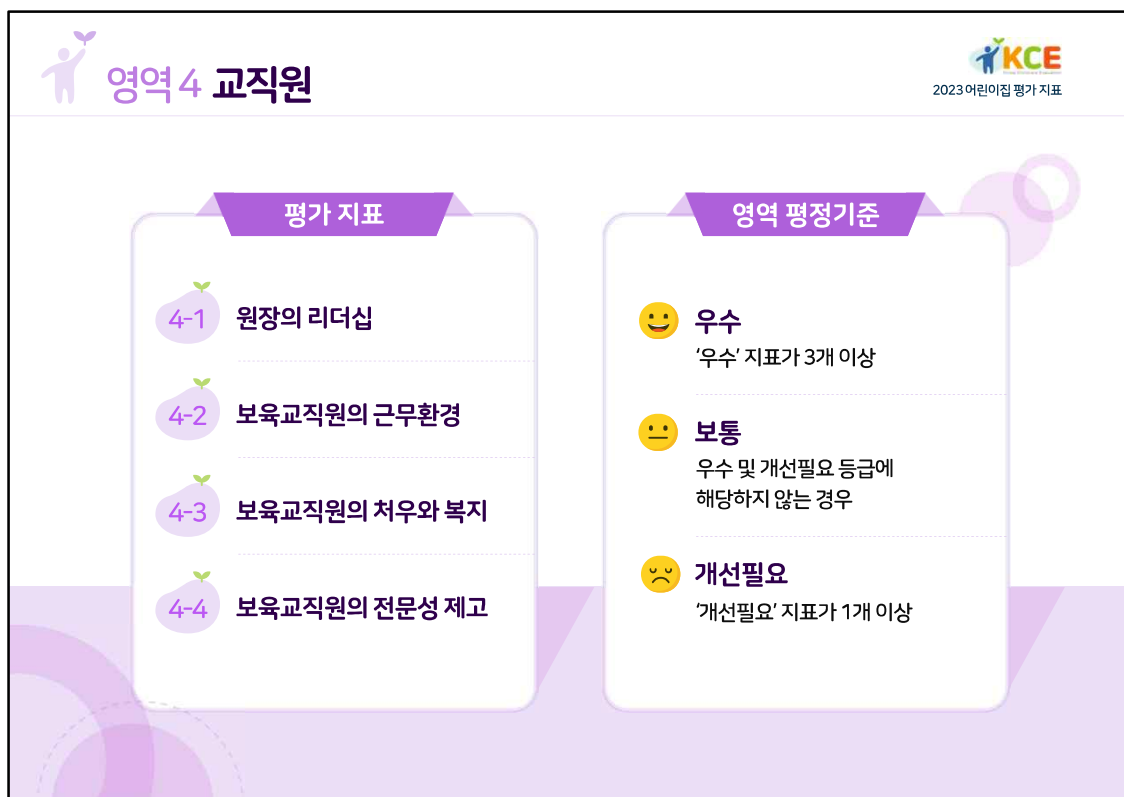 영역 4 교직원
KCE
2023 어린이집 평가 지표
평가 지표
4-1 원장의 리더십
4-2 보육교직원의 근무환경
4-3 보육교직원의 처우와 복지
4-4 보육교직원의 전문성 제고
영역 평정기준
우수
‘우수’ 지표가 3개 이상
보통
우수 및 개선필요 등급에
해당하지 않는 경우
개선필요
‘개선필요’ 지표가 1개 이상